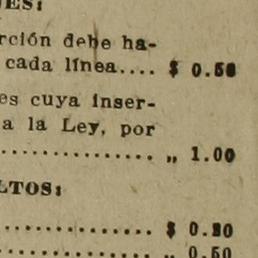 NES:
rción debe ha-
cada línea.... $ 0.50
es cuya inser-
a la Ley, por
................ „ 1.00
LTOS:
................ $ 0.20
................ „ 0.50